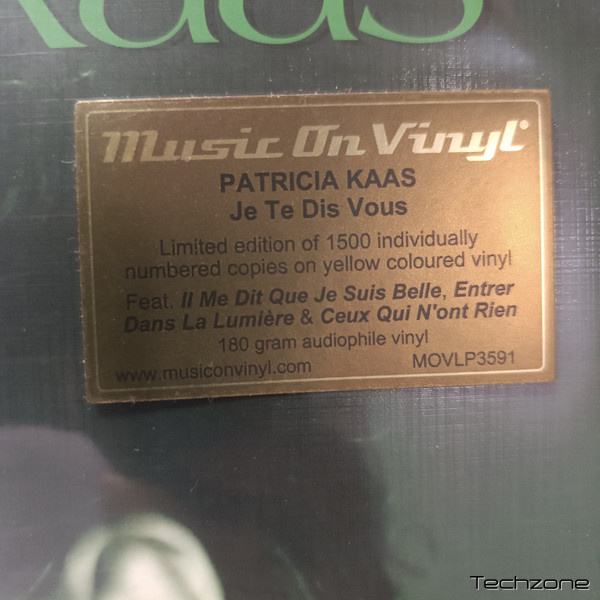 Kaas
Music On Vinyl®
PATRICIA KAAS
Je Te Dis Vous
Limited edition of 1500 individually
numbered copies on yellow coloured vinyl
Feat. Il Me Dit Que Je Suis Belle, Entrer
Dans La Lumière & Ceux Qui N'ont Rien
180 gram audiophile vinyl
www.musiconvinyl.com MOVLP3591
Techzone